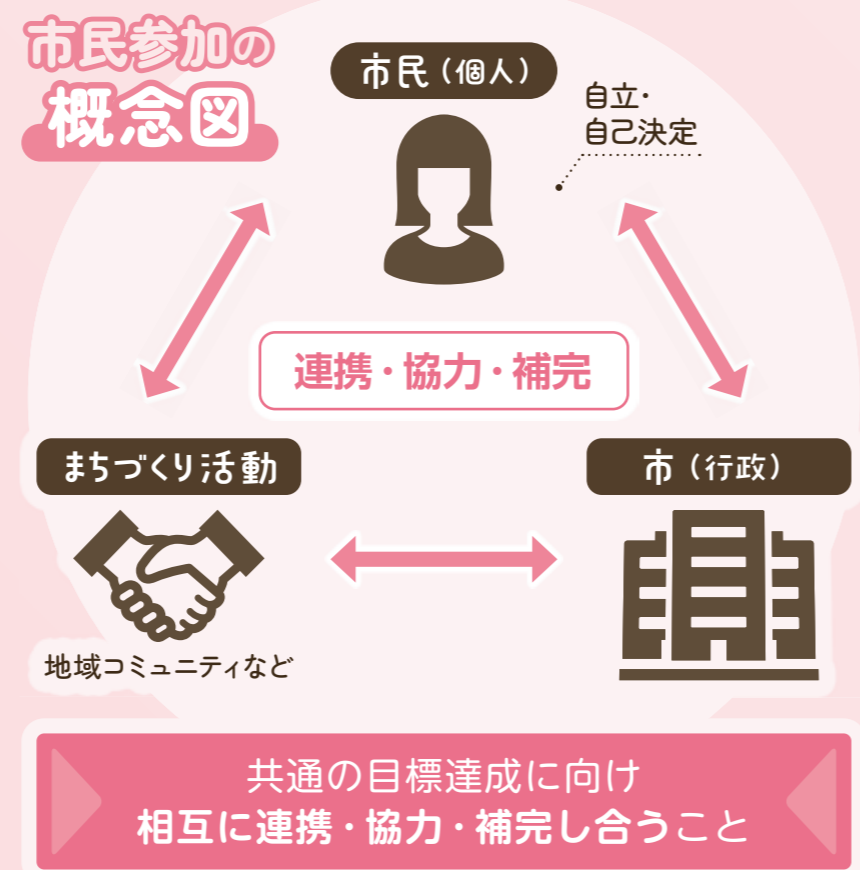 市民参加の
概念図
市民（個人）
自立・
自己決定
連携・協力・補完
まちづくり活動
市（行政）
地域コミュニティなど
共通の目標達成に向け
相互に連携・協力・補完し合うこと